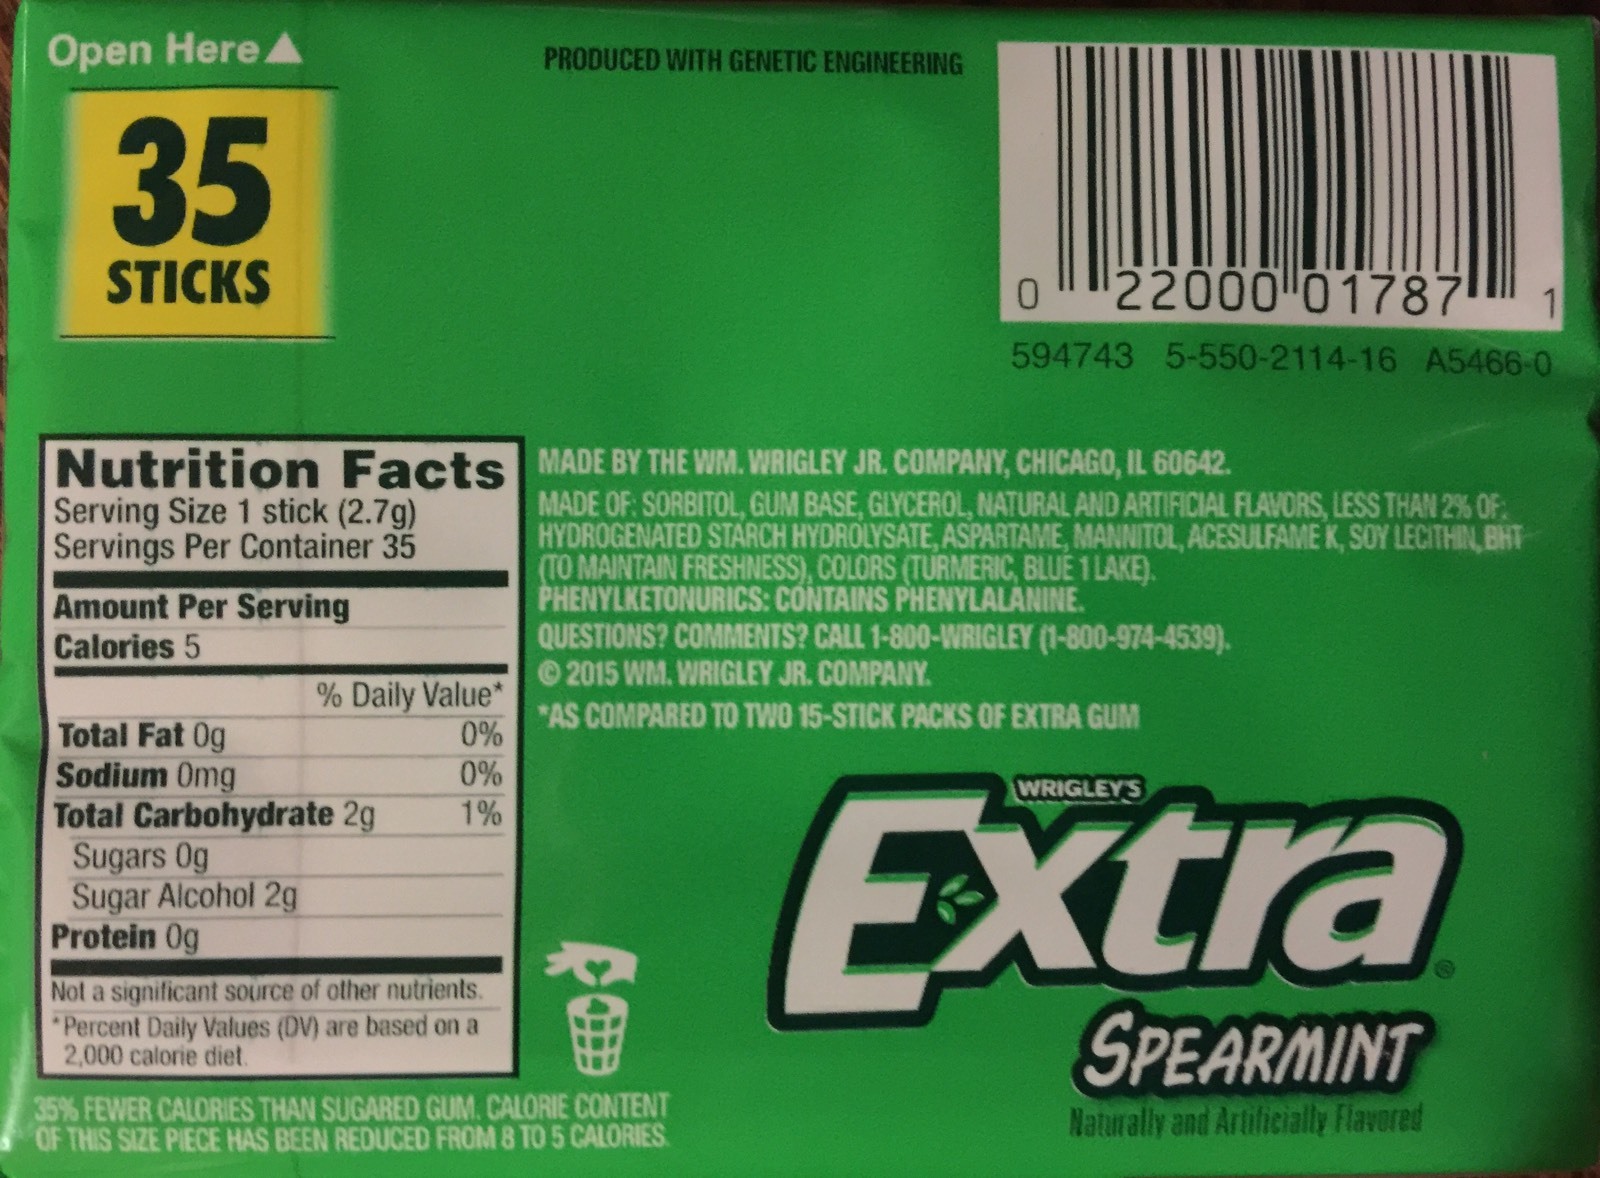 Open Here
35
STICKS
PRODUCED WITH GENETIC ENGINEERING
0 22000 01787 1
594743 5-550-2114-16 A5466-0
Nutrition Facts
Serving Size 1 stick (2.7g)
Servings Per Container 35
Amount Per Serving
Calories 5
% Daily Value*
Total Fat 0g 0%
Sodium 0mg 0%
Total Carbohydrate 2g 1%
Sugars 0g
Sugar Alcohol 2g
Protein 0g
Not a significant source of other nutrients.
*Percent Daily Values (DV) are based on a
2,000 calorie diet.
35% FEWER CALORIES THAN SUGARED GUM. CALORIE CONTENT
OF THIS SIZE PIECE HAS BEEN REDUCED FROM 8 TO 5 CALORIES.
MADE BY THE WM. WRIGLEY JR. COMPANY, CHICAGO, IL 60642.
MADE OF: SORBITOL, GUM BASE, GLYCEROL, NATURAL AND ARTIFICIAL FLAVORS, LESS THAN 2% OF:
HYDROGENATED STARCH HYDROLYSATE, ASPARTAME, MANNITOL, ACESULFAME K, SOY LECITHIN, BHT
(TO MAINTAIN FRESHNESS), COLORS (TURMERIC, BLUE 1 LAKE).
PHENYLKETONURICS: CONTAINS PHENYLALANINE.
QUESTIONS? COMMENTS? CALL 1-800-WRIGLEY (1-800-974-4539).
© 2015 WM. WRIGLEY JR. COMPANY.
*AS COMPARED TO TWO 15-STICK PACKS OF EXTRA GUM
WRIGLEY'S
Extra®
SPEARMINT
Naturally and Artificially Flavored